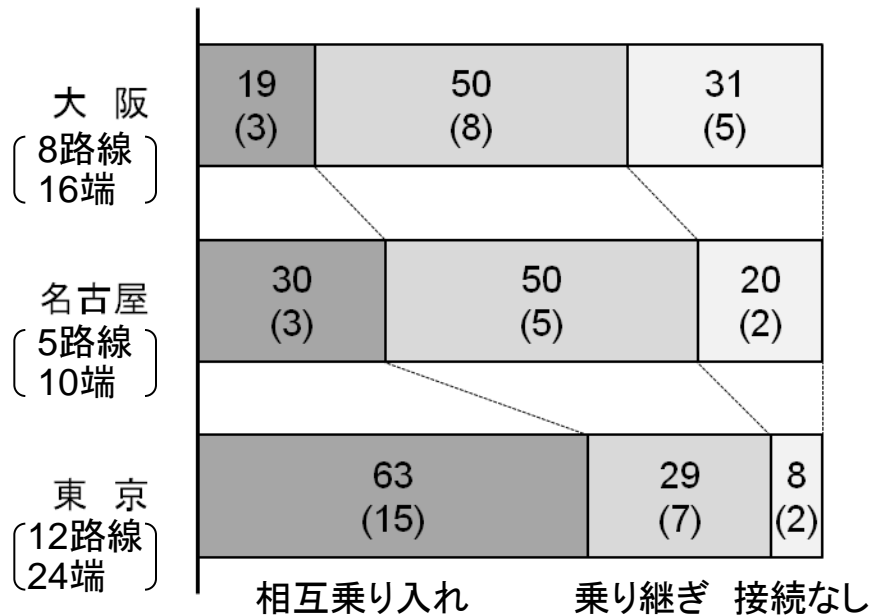 19 50 31
(3) (8) (5)
大 阪
8路線
16端
30 50 20
(3) (5) (2)
名古屋
5路線
10端
63 29 8
(15) (7) (2)
東 京
12路線
24端
相互乗り入れ 乗り継ぎ 接続なし